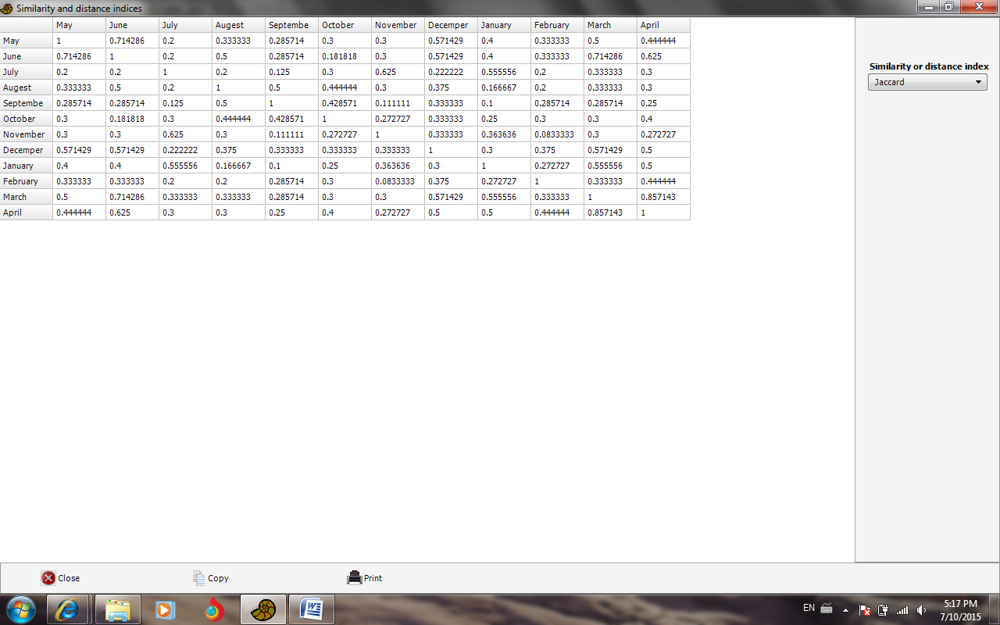 Similarity and distance indices
May June July Augest Septembe October November Decemper January February March April
May 1 0.714286 0.2 0.333333 0.285714 0.3 0.3 0.571429 0.4 0.333333 0.5 0.444444
June 0.714286 1 0.2 0.5 0.285714 0.181818 0.3 0.571429 0.4 0.333333 0.714286 0.625
July 0.2 0.2 1 0.2 0.125 0.3 0.625 0.222222 0.555556 0.2 0.333333 0.3
Augest 0.333333 0.5 0.2 1 0.5 0.444444 0.3 0.375 0.166667 0.2 0.333333 0.3
Septembe 0.285714 0.285714 0.125 0.5 1 0.428571 0.111111 0.333333 0.1 0.285714 0.285714 0.25
October 0.3 0.181818 0.3 0.444444 0.428571 1 0.272727 0.333333 0.25 0.3 0.3 0.4
November 0.3 0.3 0.625 0.3 0.111111 0.272727 1 0.333333 0.363636 0.0833333 0.3 0.272727
Decemper 0.571429 0.571429 0.222222 0.375 0.333333 0.333333 0.333333 1 0.3 0.375 0.571429 0.5
January 0.4 0.4 0.555556 0.166667 0.1 0.25 0.363636 0.3 1 0.272727 0.555556 0.5
February 0.333333 0.333333 0.2 0.2 0.285714 0.3 0.0833333 0.375 0.272727 1 0.333333 0.444444
March 0.5 0.714286 0.333333 0.333333 0.285714 0.3 0.3 0.571429 0.555556 0.333333 1 0.857143
April 0.444444 0.625 0.3 0.3 0.25 0.4 0.272727 0.5 0.5 0.444444 0.857143 1
Similarity or distance index
Jaccard
Close Copy Print
EN 5:17 PM
7/10/2015